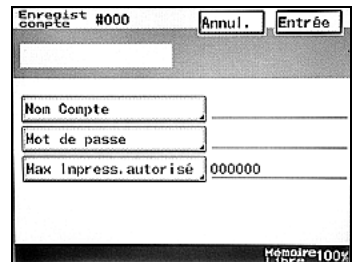 Enregist
compte #000
Annul.
Entrée
Nom Compte
Mot de passe
Max Impress.autorisé 000000
Mémoire
Libre 100%